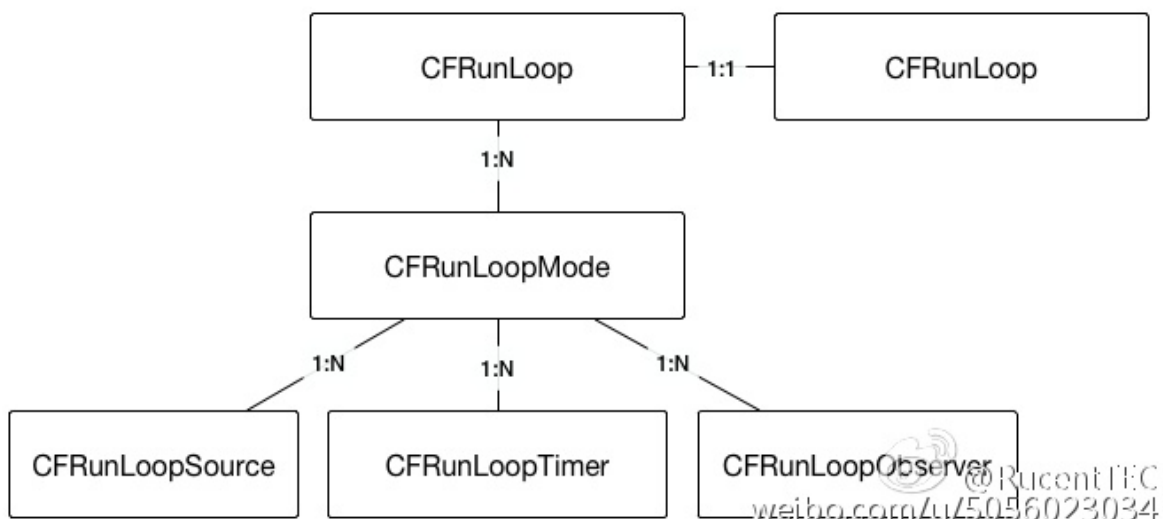 CFRunLoop 1:1 CFRunLoop
1:N
CFRunLoopMode
1:N 1:N 1:N
CFRunLoopSource CFRunLoopTimer CFRunLoopObserver
@RucentTEC
weibo.com/u/5056023034